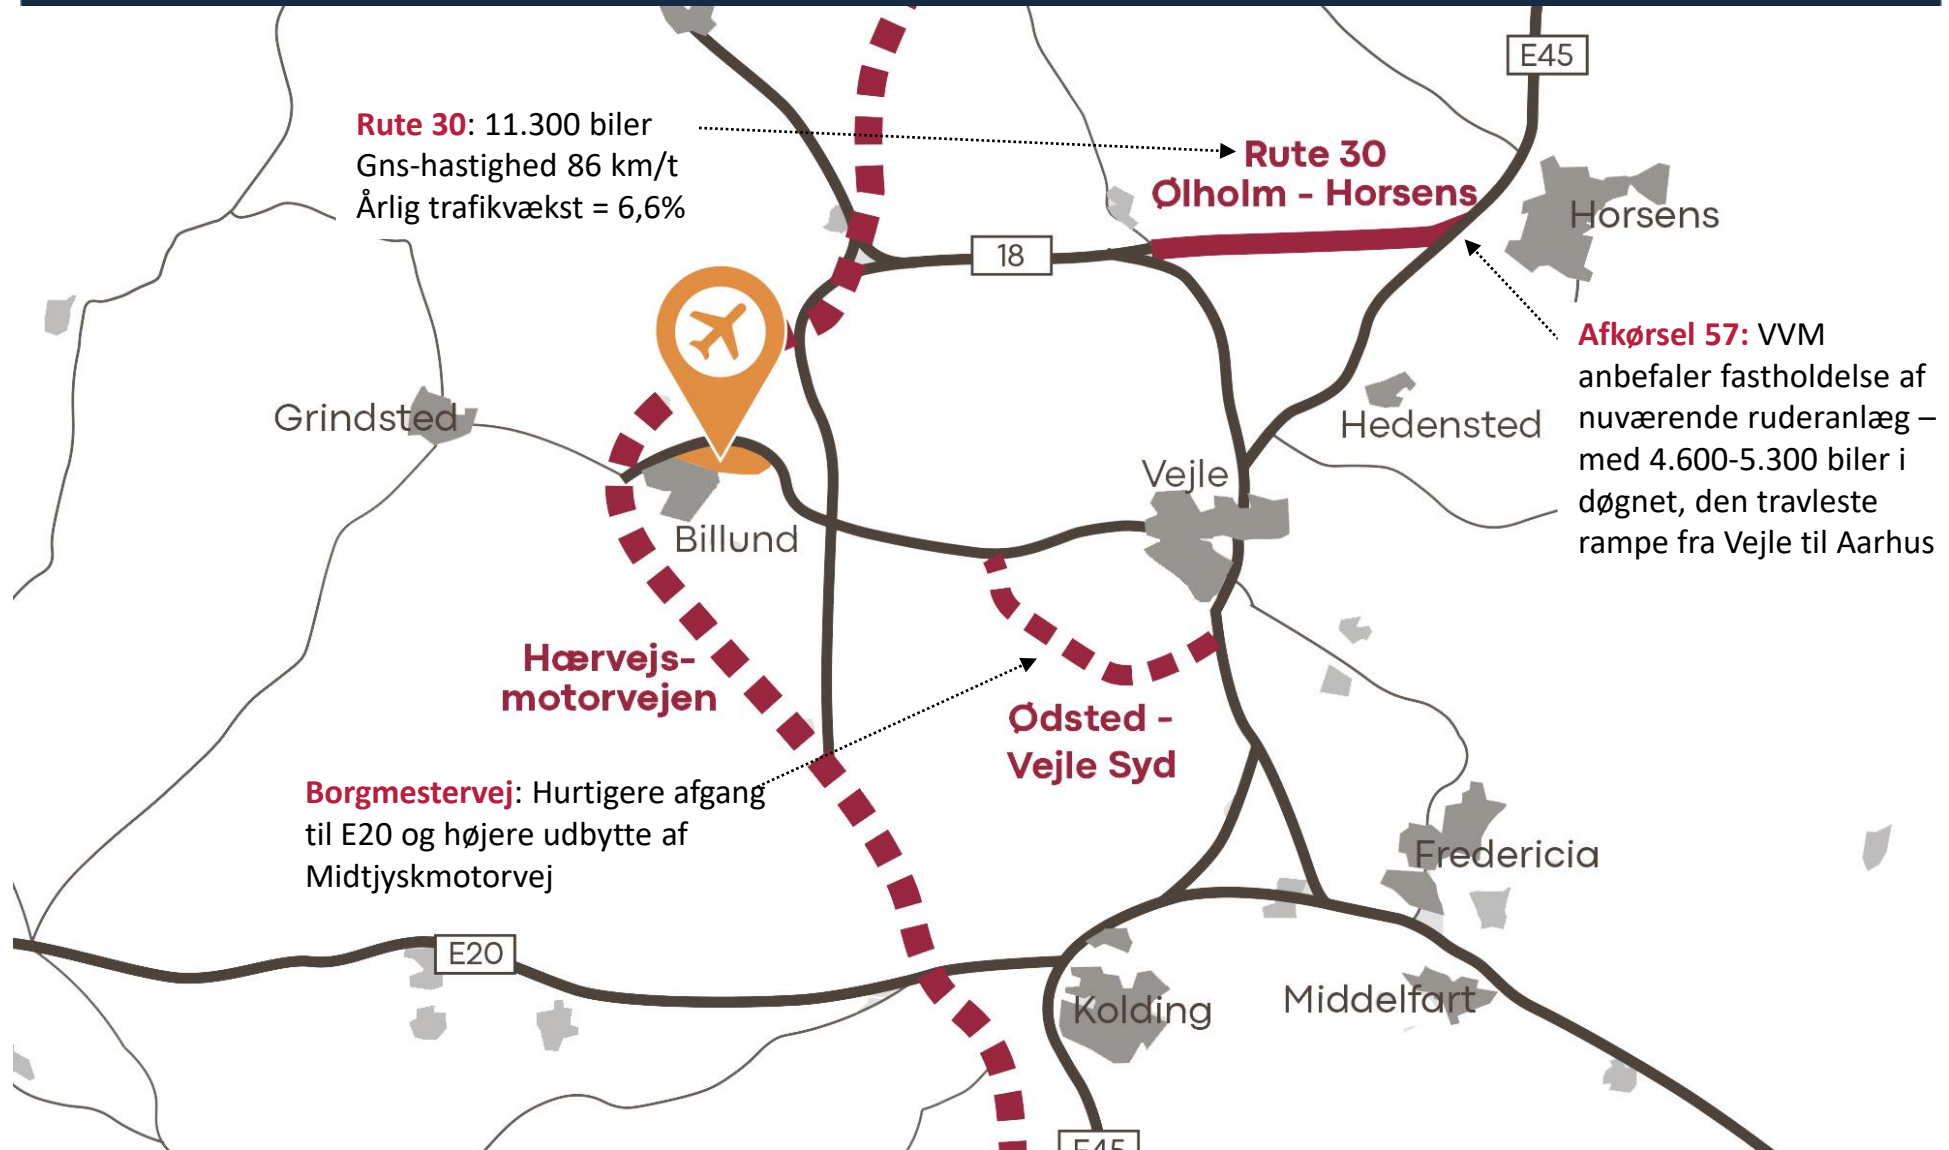 E45
Rute 30: 11.300 biler
Gns-hastighed 86 km/t
Årlig trafikvækst = 6,6%
Rute 30
Ølholm - Horsens
Horsens
18
Afkørsel 57: VVM
anbefaler fastholdelse af
nuværende ruderanlæg –
med 4.600-5.300 biler i
døgnet, den travleste
rampe fra Vejle til Aarhus
Grindsted
Hedensted
Vejle
Billund
Hærvejs-
motorvejen
Ødsted -
Vejle Syd
Borgmestervej: Hurtigere afgang
til E20 og højere udbytte af
Midtjyskmotorvej
Fredericia
E20
Kolding
Middelfart
E45